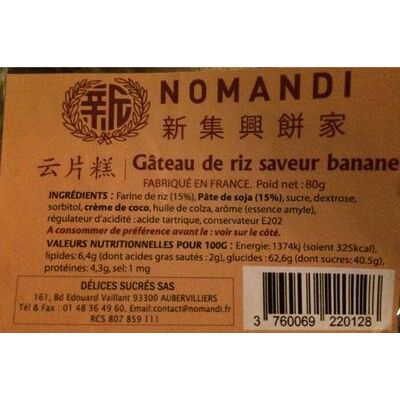 新
NOMANDI
新集興餅家
云片糕 | Gâteau de riz saveur banane
FABRIQUÉ EN FRANCE. Poid net : 80g
INGRÉDIENTS : Farine de riz (15%), Pâte de soja (15%), sucre, dextrose,
sorbitol, crème de coco, huile de colza, arôme (essence amyle),
régulateur d'acidité : acide tartrique, conservateur E202
A consommer de préférence avant le : voir sur le côté.
VALEURS NUTRITIONNELLES POUR 100G : Energie: 1374kj (soient 325kcal),
lipides: 6,4g (dont acides gras sautés : 2g), glucides : 62,6g (dont sucres: 40.5g),
protéines: 4,3g, sel: 1 mg
DÉLICES SUCRÉS SAS
161, Bd Edouard Vaillant 93300 AUBERVILLIERS
Tél & Fax : 01 48 36 49 60, Email:contact@nomandi.fr
RCS 807 859 111
3 760069 220128